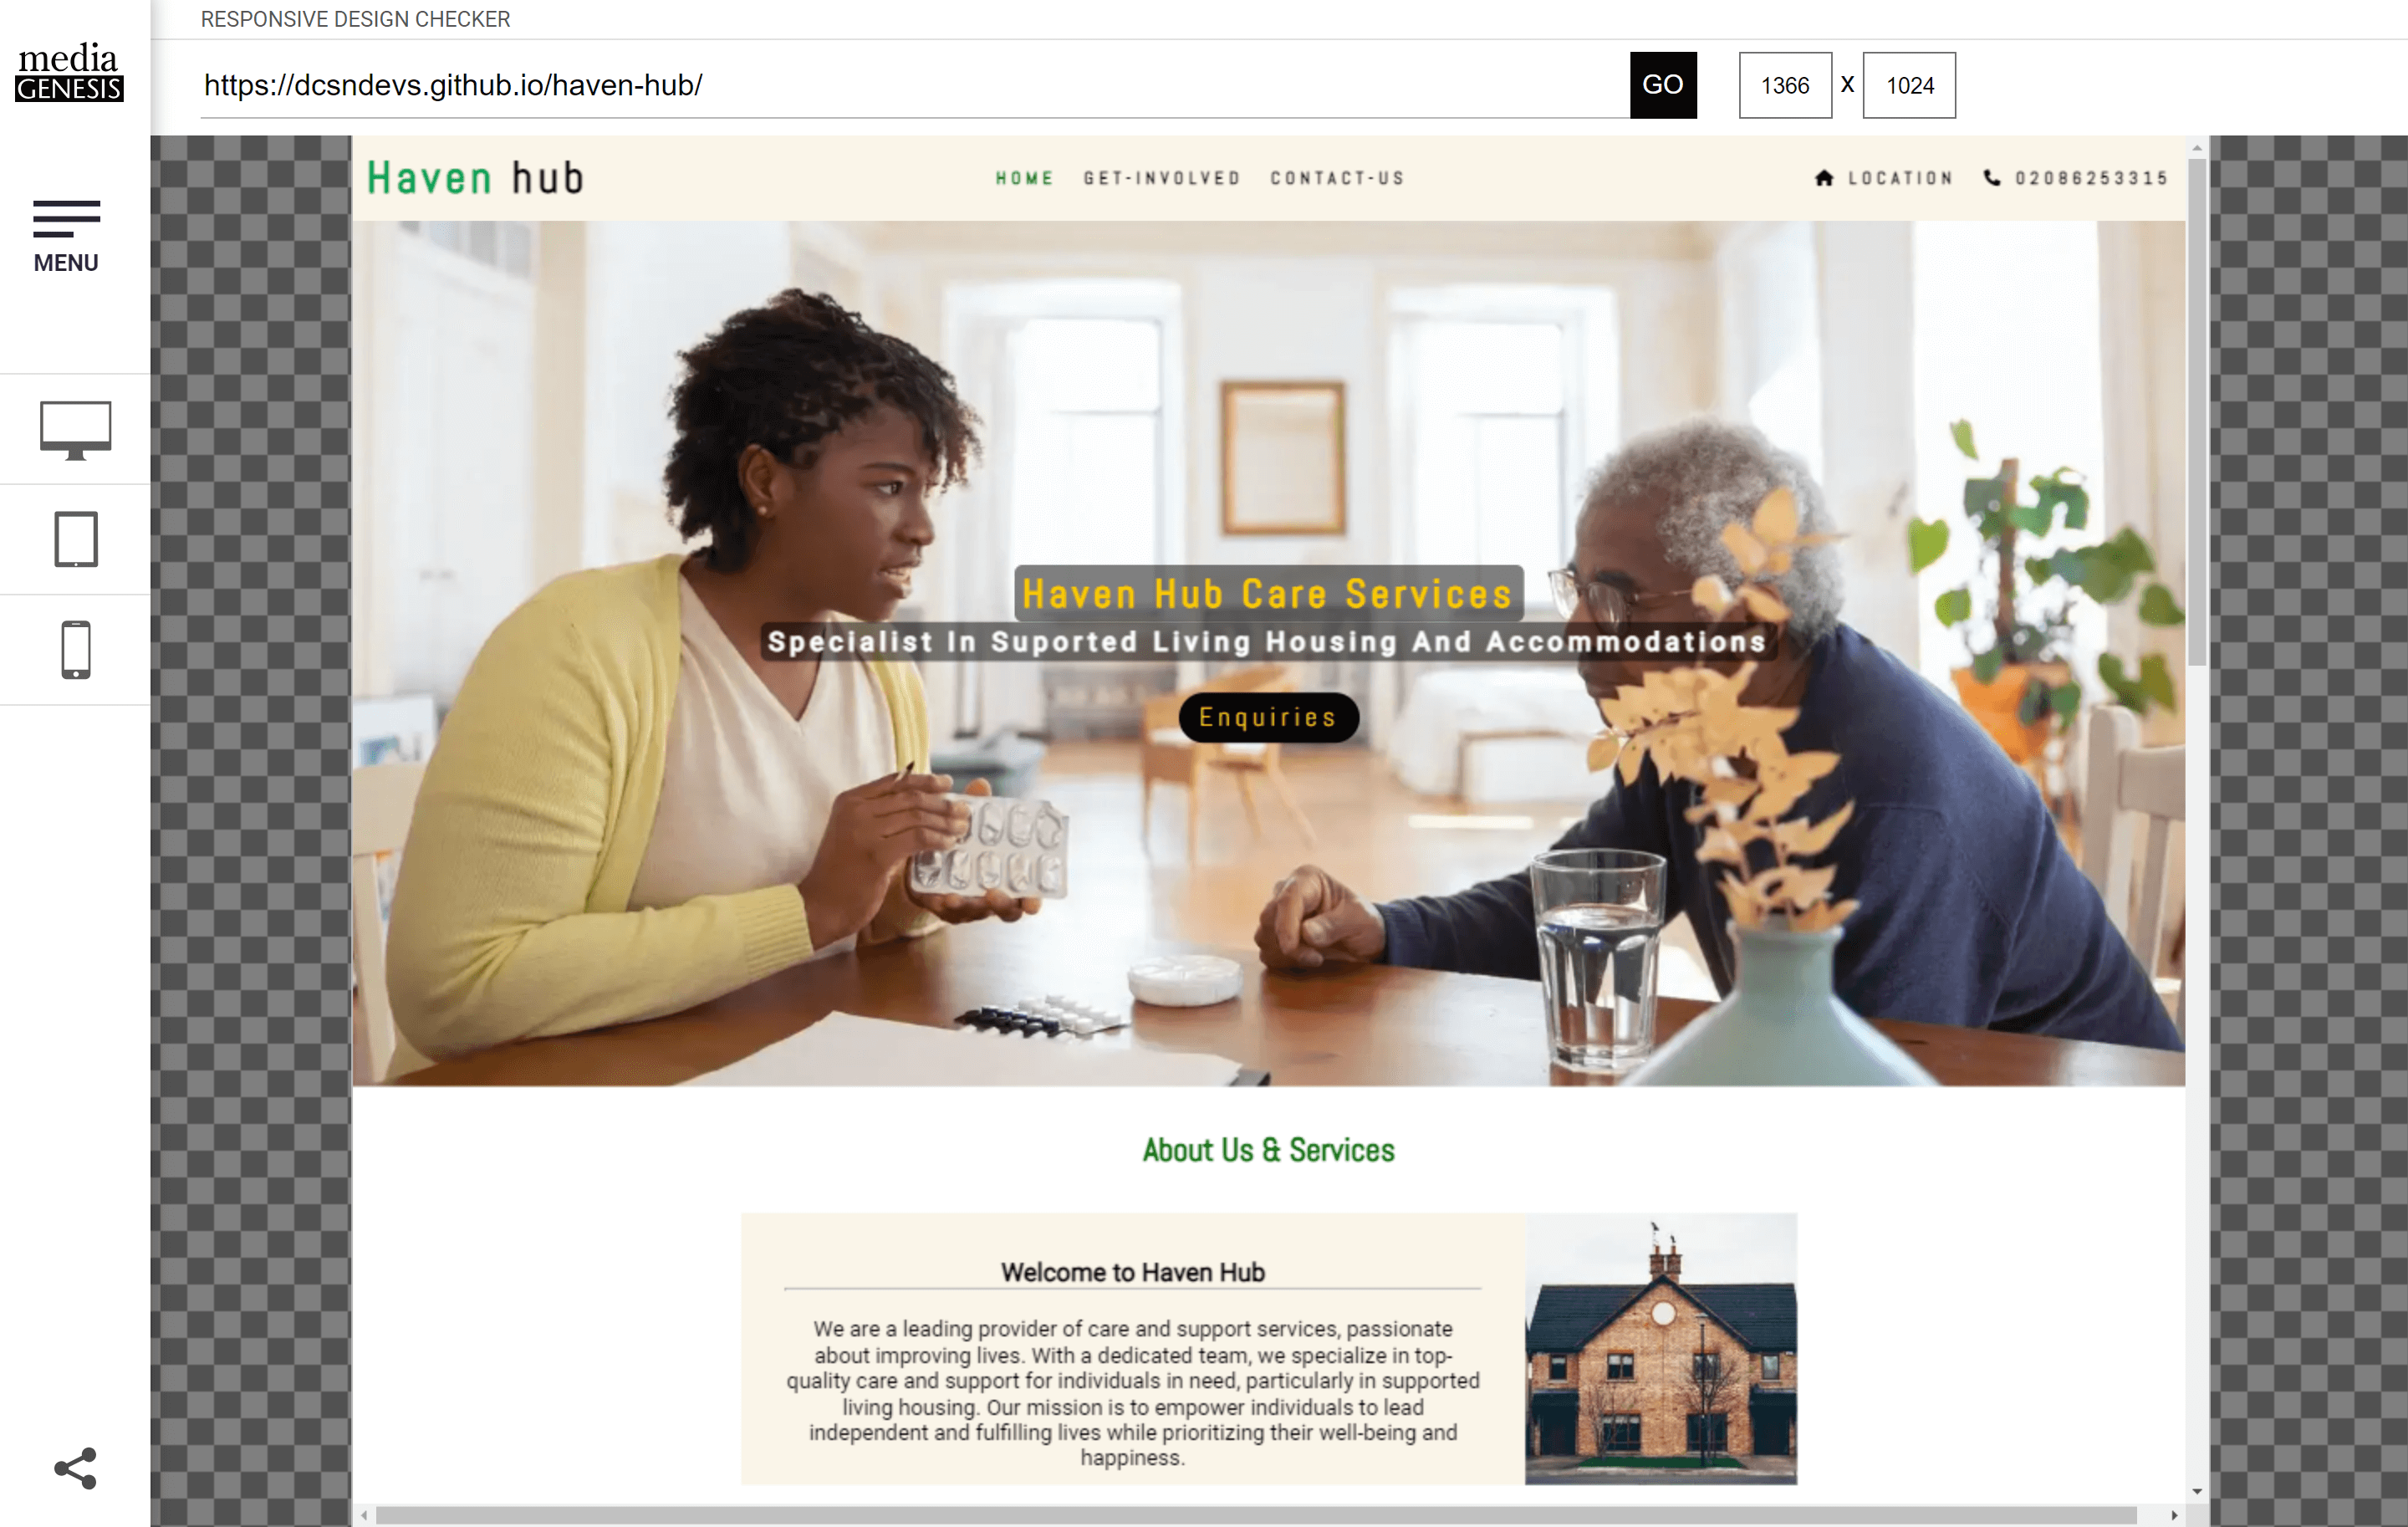 RESPONSIVE DESIGN CHECKER
media
GENESIS
https://dcsndevs.github.io/haven-hub/
GO
1366 x 1024
MENU
Haven hub
HOME GET-INVOLVED CONTACT-US
LOCATION 02086253315
Haven Hub Care Services
Specialist In Suported Living Housing And Accommodations
Enquiries
About Us & Services
Welcome to Haven Hub
We are a leading provider of care and support services, passionate
about improving lives. With a dedicated team, we specialize in top-
quality care and support for individuals in need, particularly in supported
living housing. Our mission is to empower individuals to lead
independent and fulfilling lives while prioritizing their well-being and
happiness.